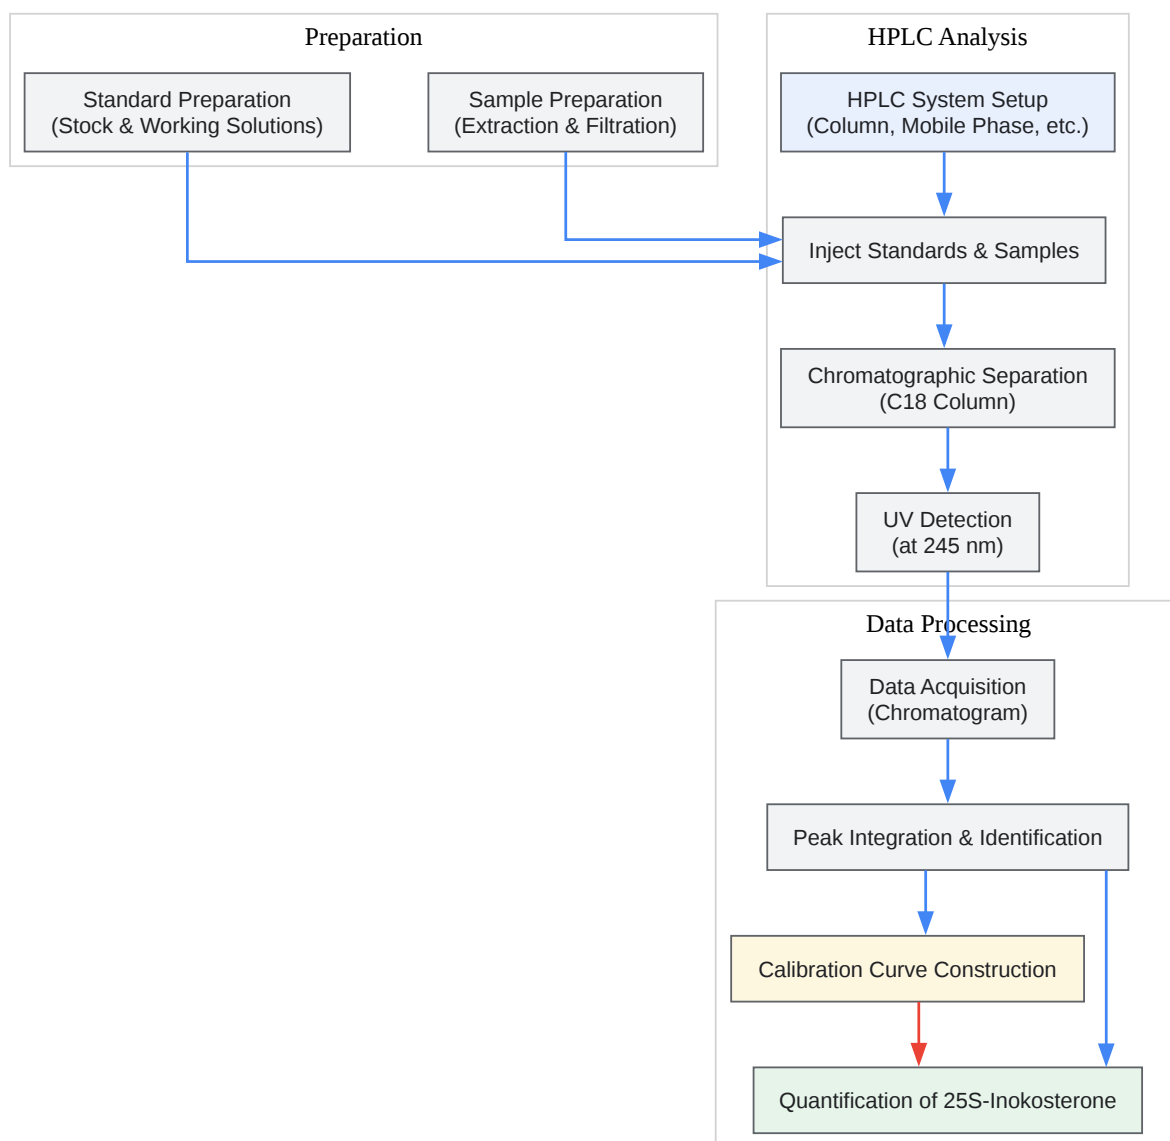 Preparation
Standard Preparation
(Stock & Working Solutions)
Sample Preparation
(Extraction & Filtration)
HPLC Analysis
HPLC System Setup
(Column, Mobile Phase, etc.)
Inject Standards & Samples
Chromatographic Separation
(C18 Column)
UV Detection
(at 245 nm)
Data Processing
Data Acquisition
(Chromatogram)
Peak Integration & Identification
Calibration Curve Construction
Quantification of 25S-Inokosterone